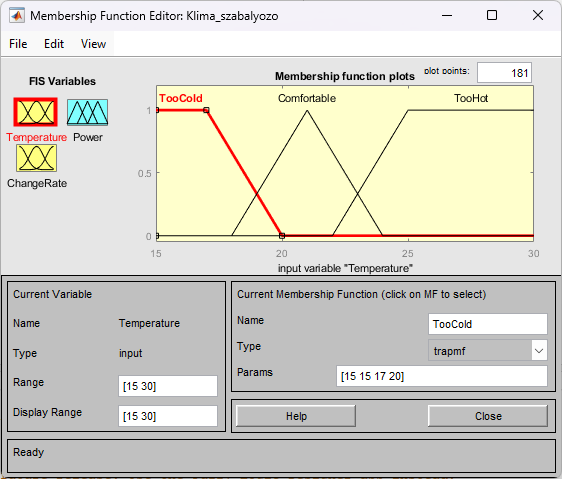 Membership Function Editor: Klima_szabalyozo
File Edit View
FIS Variables
Temperature Power
ChangeRate
Membership function plots plot points: 181
TooCold Comfortable TooHot
1
0.5
0
15 20 25 30
input variable "Temperature"
Current Variable
Name Temperature
Type input
Range [15 30]
Display Range [15 30]
Current Membership Function (click on MF to select)
Name TooCold
Type trapmf
Params [15 15 17 20]
Help Close
Ready